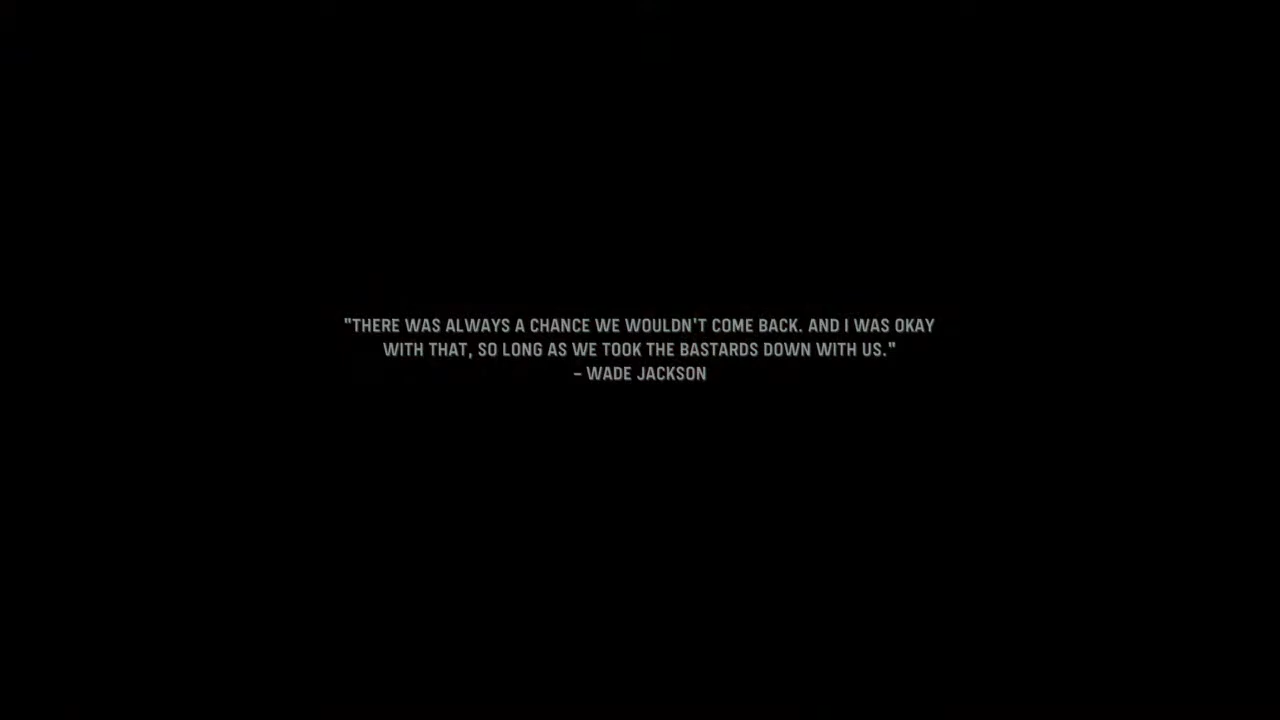 "THERE WAS ALWAYS A CHANCE WE WOULDN'T COME BACK. AND I WAS OKAY
WITH THAT, SO LONG AS WE TOOK THE BASTARDS DOWN WITH US."
– WADE JACKSON